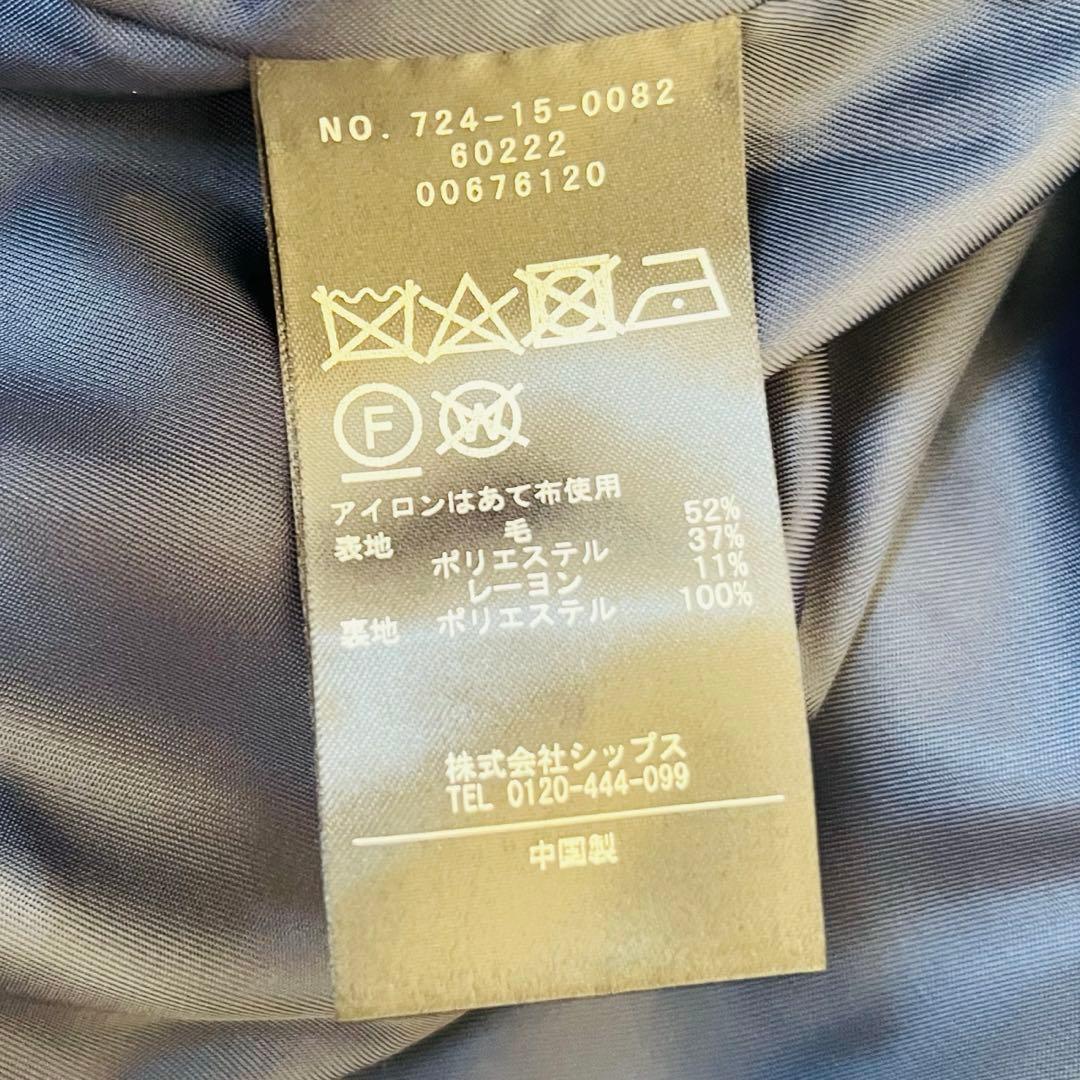 NO. 724-15-0082
60222
00676120
F W
アイロンはあて布使用
表地 毛 52%
ポリエステル 37%
レーヨン 11%
裏地 ポリエステル 100%
株式会社シップス
TEL 0120-444-099
中国製